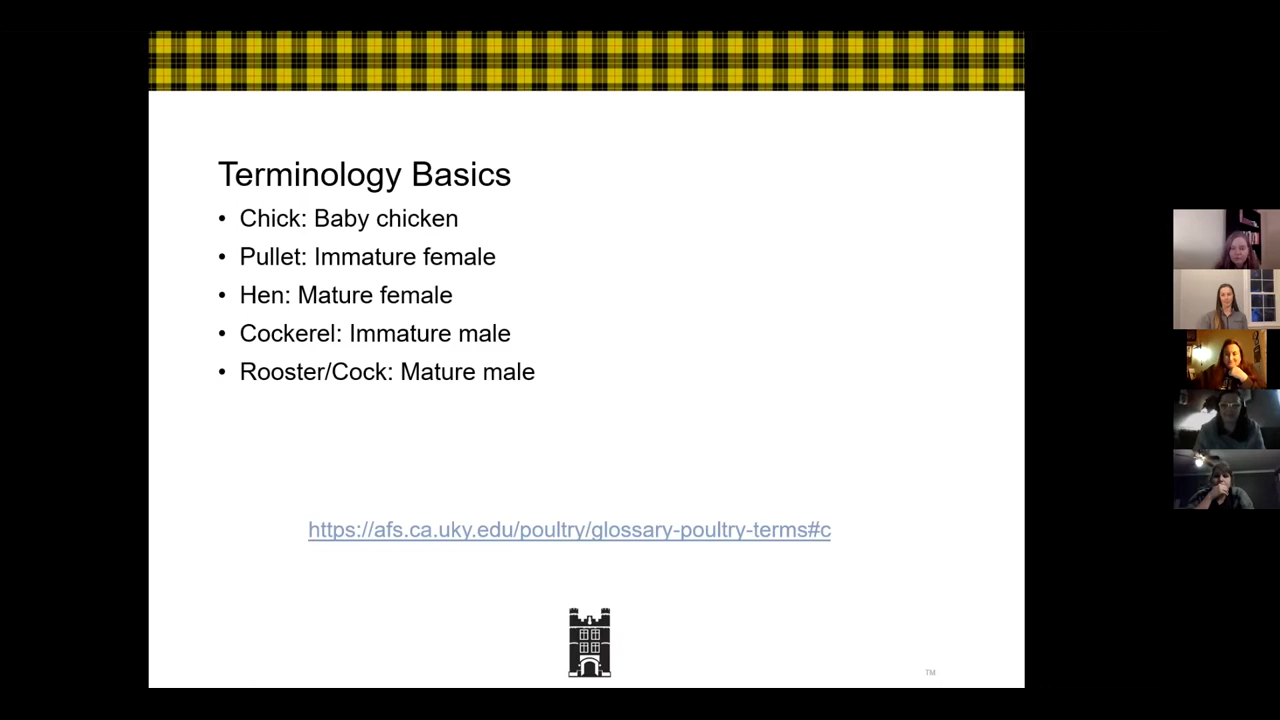 Terminology Basics
• Chick: Baby chicken
• Pullet: Immature female
• Hen: Mature female
• Cockerel: Immature male
• Rooster/Cock: Mature male
https://afs.ca.uky.edu/poultry/glossary-poultry-terms#c
TM